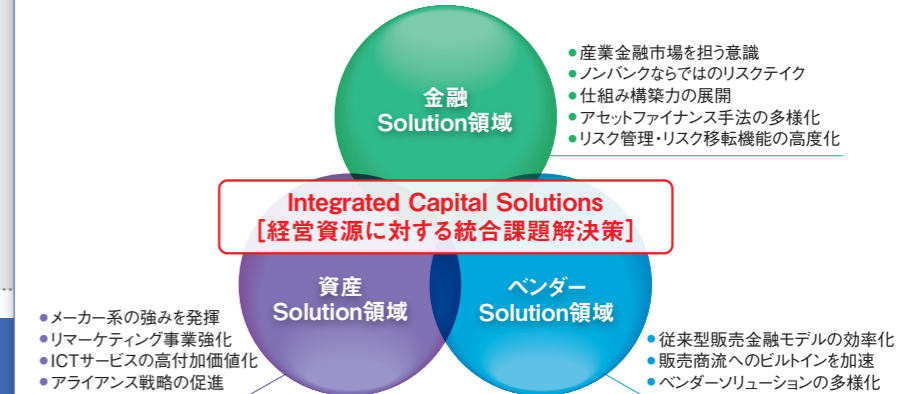 金融
Solution領域
●産業金融市場を担う意識
●ノンバンクならではのリスクテイク
●仕組み構築力の展開
●アセットファイナンス手法の多様化
●リスク管理・リスク移転機能の高度化
Integrated Capital Solutions
[経営資源に対する統合課題解決策]
資産
Solution領域
ベンダー
Solution領域
●メーカー系の強みを発揮
●リマーケティング事業強化
●ICTサービスの高付加価値化
●アライアンス戦略の促進
●従来型販売金融モデルの効率化
●販売商流へのビルトインを加速
●ベンダーソリューションの多様化